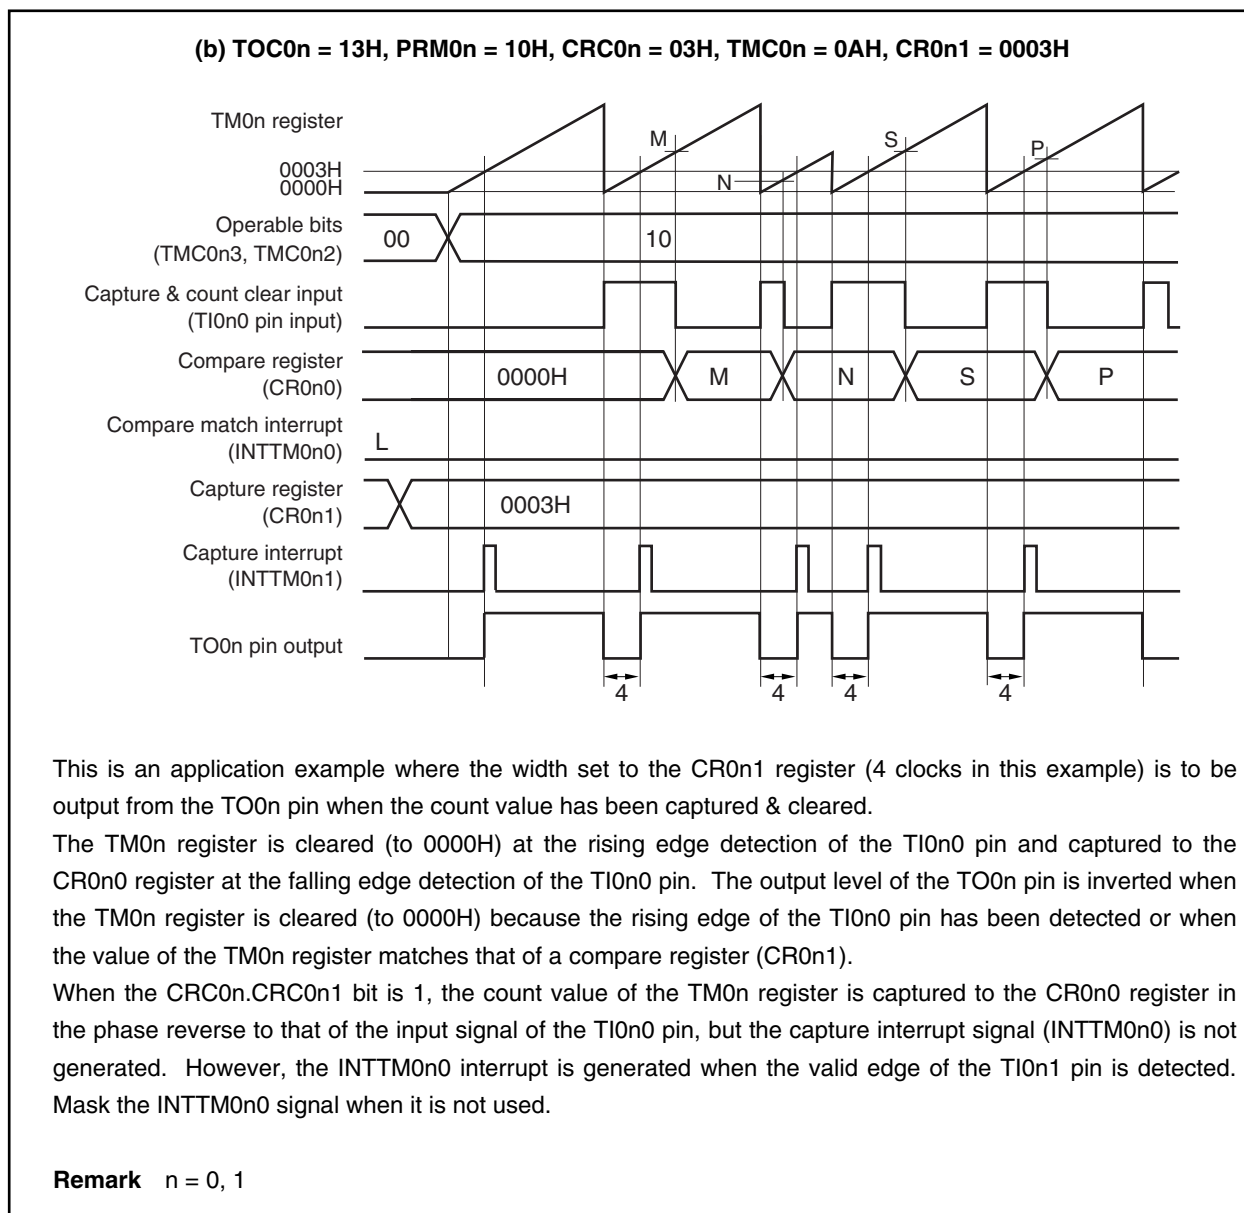 (b) TOC0n = 13H, PRM0n = 10H, CRC0n = 03H, TMC0n = 0AH, CR0n1 = 0003H
TM0n register
M
S
P
N
0003H
0000H
Operable bits
(TMC0n3, TMC0n2)
00
10
Capture & count clear input
(TI0n0 pin input)
Compare register
(CR0n0)
0000H
M
N
S
P
Compare match interrupt
(INTTM0n0)
L
Capture register
(CR0n1)
0003H
Capture interrupt
(INTTM0n1)
TO0n pin output
4
4
4
4
This is an application example where the width set to the CR0n1 register (4 clocks in this example) is to be
output from the TO0n pin when the count value has been captured & cleared.
The TM0n register is cleared (to 0000H) at the rising edge detection of the TI0n0 pin and captured to the
CR0n0 register at the falling edge detection of the TI0n0 pin. The output level of the TO0n pin is inverted when
the TM0n register is cleared (to 0000H) because the rising edge of the TI0n0 pin has been detected or when
the value of the TM0n register matches that of a compare register (CR0n1).
When the CRC0n.CRC0n1 bit is 1, the count value of the TM0n register is captured to the CR0n0 register in
the phase reverse to that of the input signal of the TI0n0 pin, but the capture interrupt signal (INTTM0n0) is not
generated. However, the INTTM0n0 interrupt is generated when the valid edge of the TI0n1 pin is detected.
Mask the INTTM0n0 signal when it is not used.
Remark n = 0, 1